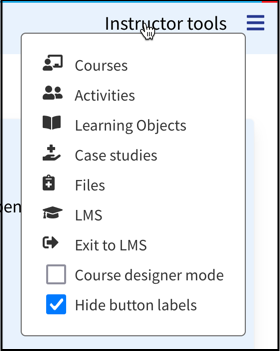 Instructor tools
Courses
Activities
Learning Objects
Case studies
pen
Files
LMS
Exit to LMS
Course designer mode
Hide button labels